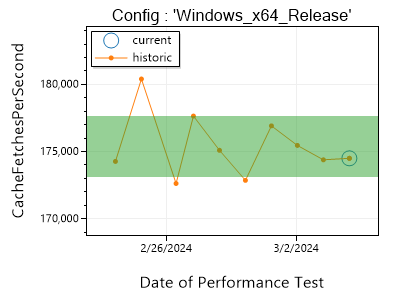 Config : 'Windows_x64_Release'
current
historic
CacheFetchesPerSecond
180,000
175,000
170,000
2/26/2024
3/2/2024
Date of Performance Test